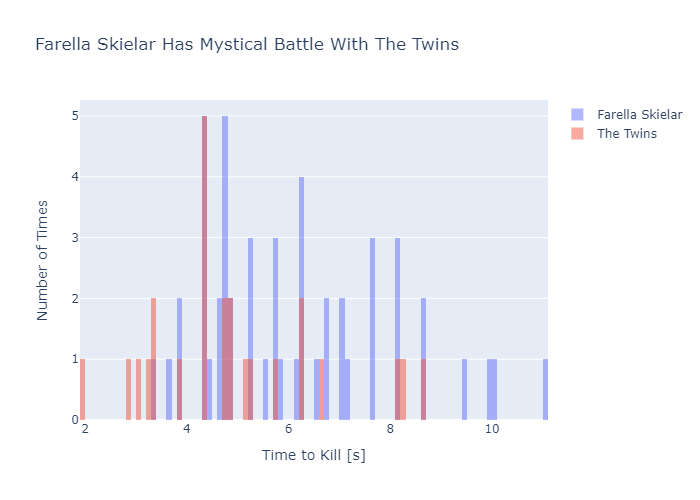 Farella Skielar Has Mystical Battle With The Twins
Farella Skielar
The Twins
5
4
3
2
1
0
Number of Times
2 4 6 8 10
Time to Kill [s]